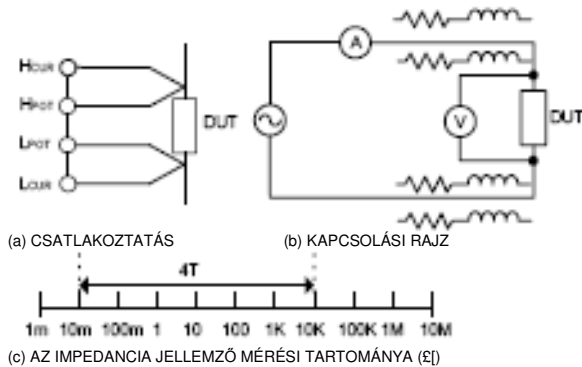 HCUR
HPOT
LPOT
LCUR
DUT
A
V
DUT
(a) CSATLAKOZTATÁS
(b) KAPCSOLÁSI RAJZ
4T
1m 10m 100m 1 10 100 1K 10K 100K 1M 10M
(c) AZ IMPEDANCIA JELLEMZŐ MÉRÉSI TARTOMÁNYA (£[)